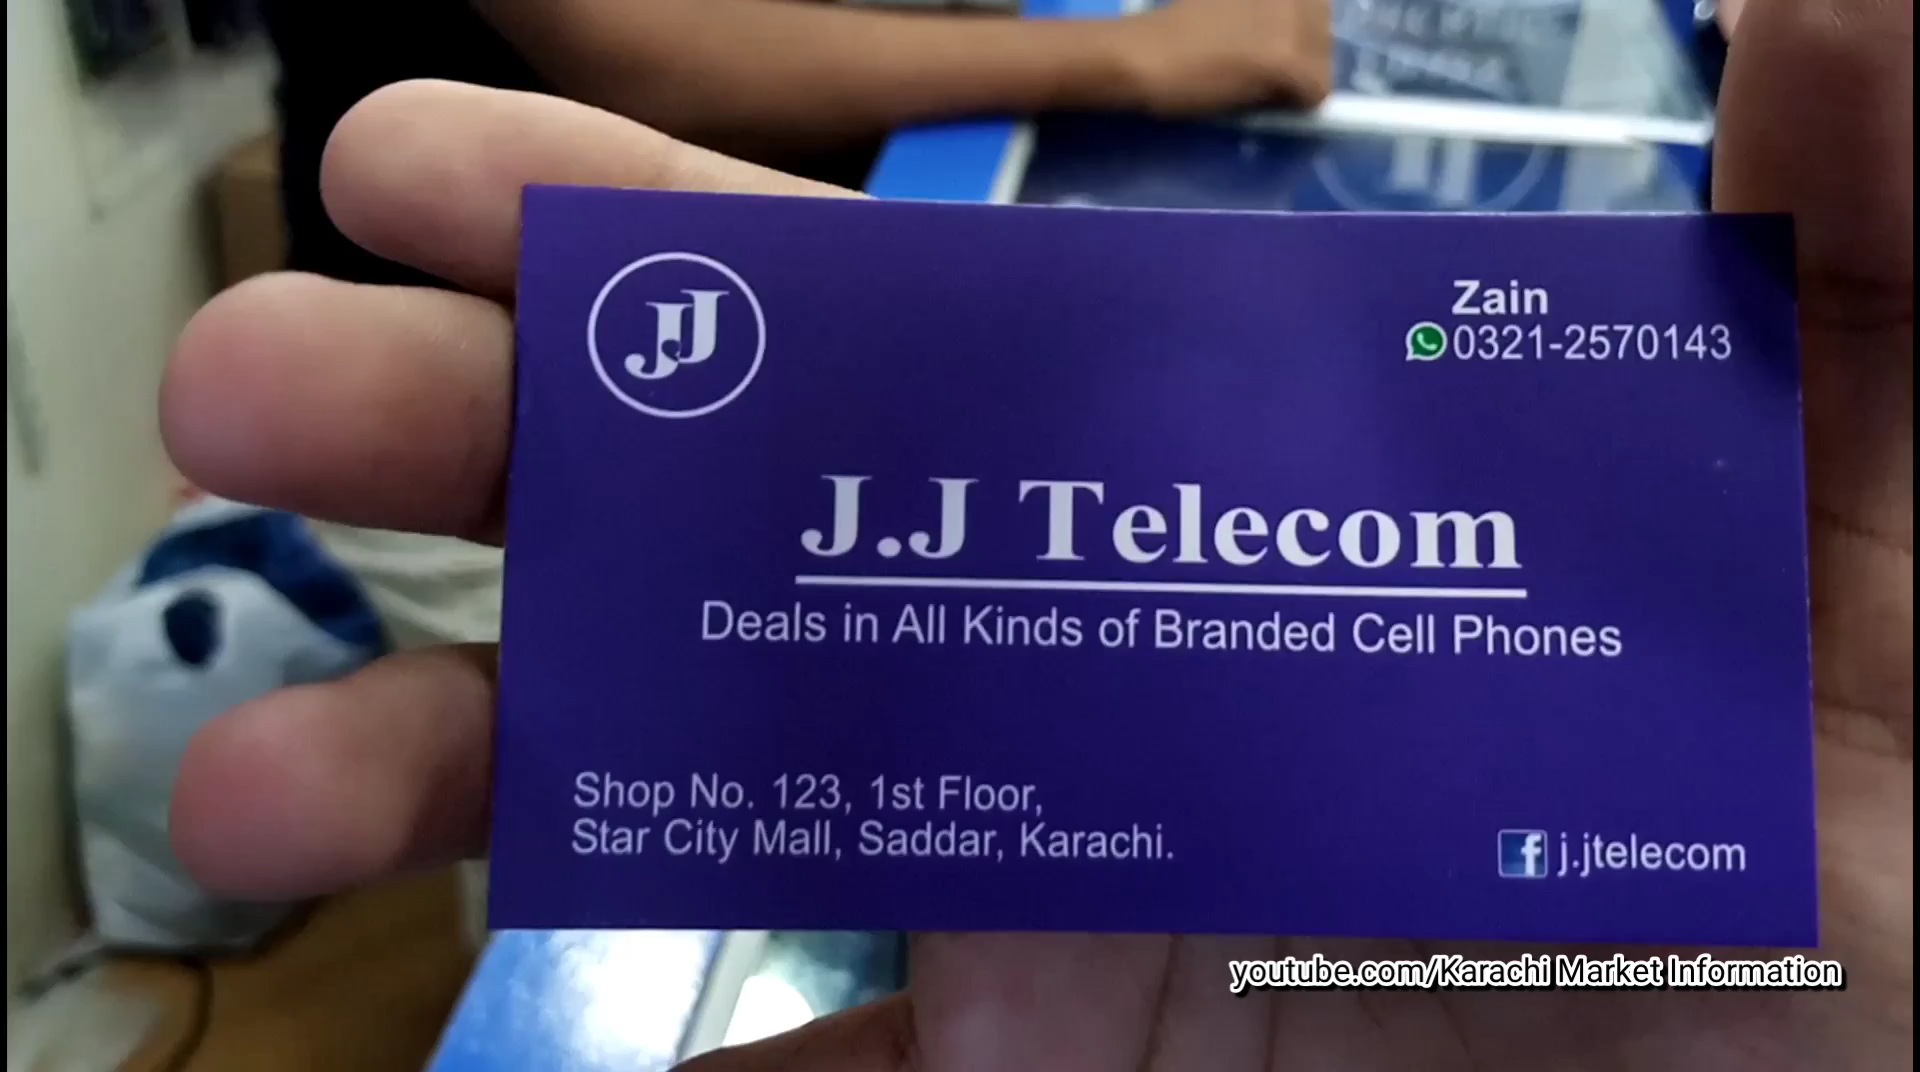 JJ
Zain
0321-2570143
J.J Telecom
Deals in All Kinds of Branded Cell Phones
Shop No. 123, 1st Floor,
Star City Mall, Saddar, Karachi.
f j.jtelecom
youtube.com/Karachi Market Information